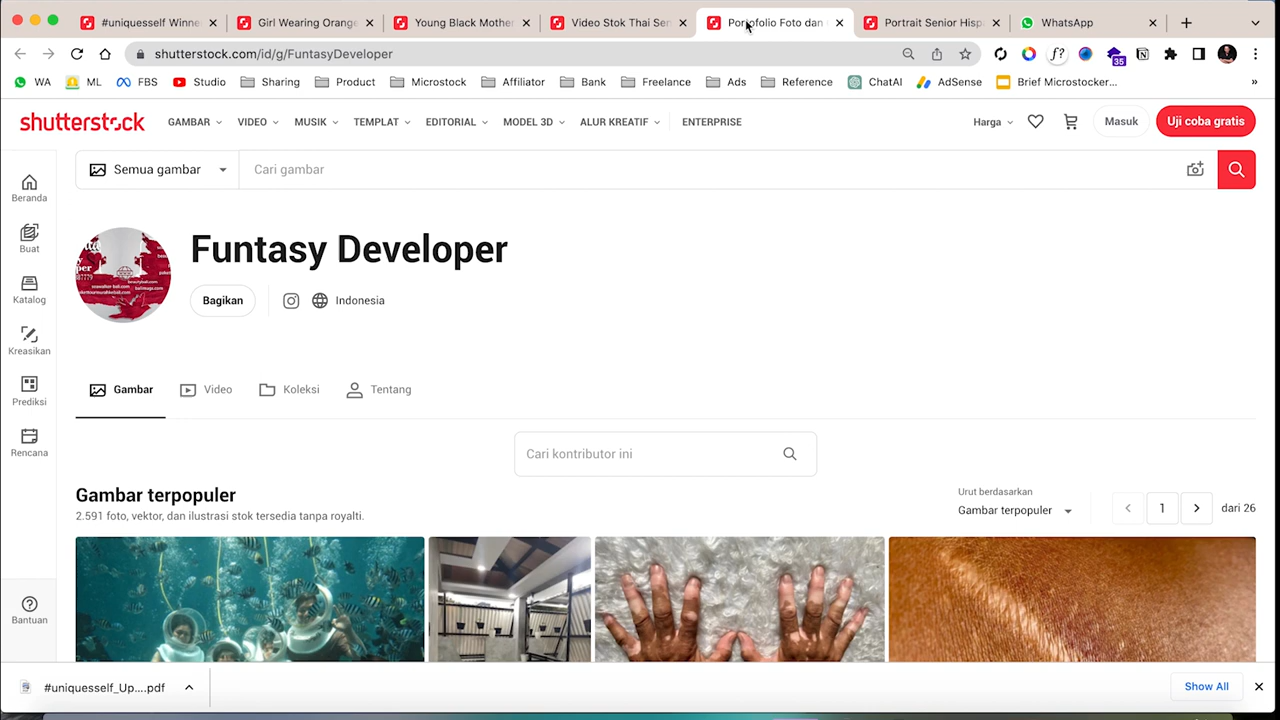 #uniquesself Winne
Girl Wearing Orange
Young Black Mother
Video Stok Thai Sen
Portofolio Foto dan
Portrait Senior Hisp
WhatsApp
shutterstock.com/id/g/FuntasyDeveloper
35
WA
ML
FBS
Studio
Sharing
Product
Microstock
Affiliator
Bank
Freelance
Ads
Reference
ChatAI
AdSense
Brief Microstocker...
shutterstock
GAMBAR
VIDEO
MUSIK
TEMPLAT
EDITORIAL
MODEL 3D
ALUR KREATIF
ENTERPRISE
Harga
Masuk
Uji coba gratis
Semua gambar
Cari gambar
Beranda
Buat
Katalog
Kreasikan
Prediksi
Rencana
Bantuan
Funtasy Developer
Bagikan
Indonesia
Gambar
Video
Koleksi
Tentang
Cari kontributor ini
Gambar terpopuler
2.591 foto, vektor, dan ilustrasi stok tersedia tanpa royalti.
Urut berdasarkan
Gambar terpopuler
1
dari 26
#uniquesself_Up....pdf
Show All